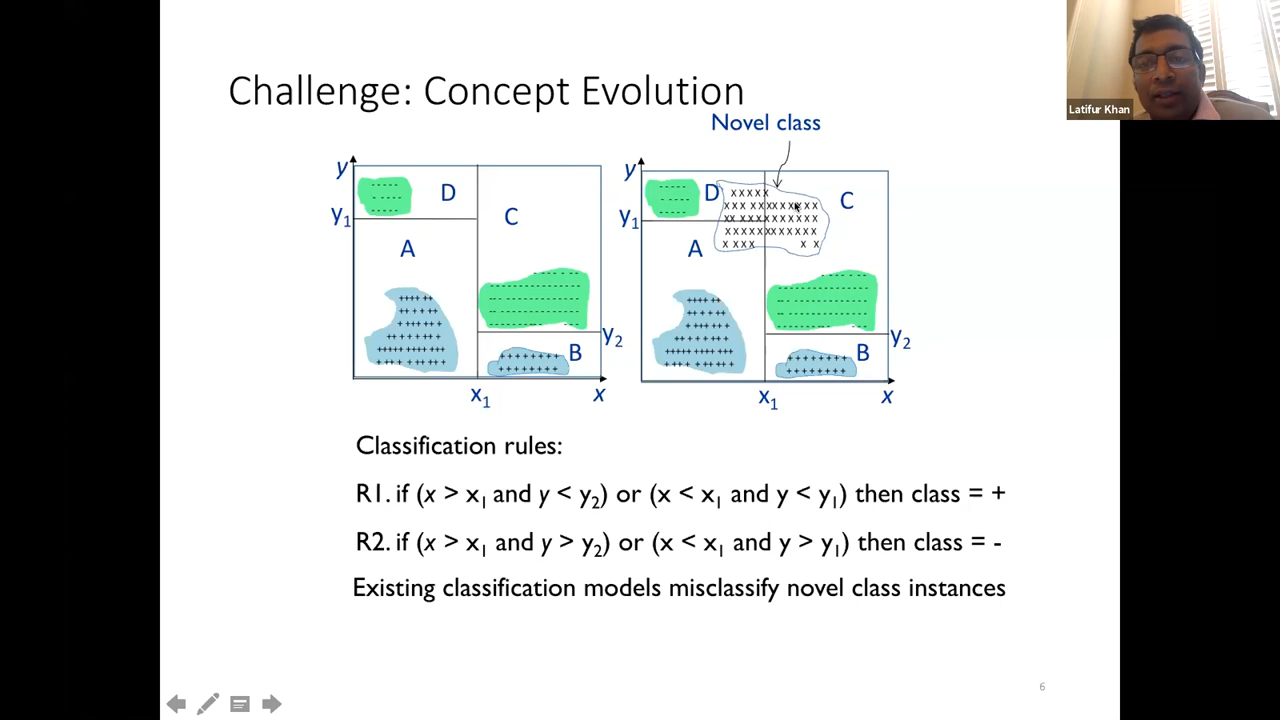 Latifur Khan
Challenge: Concept Evolution
Novel class
y
D
y₁
C
A
y₂
B
x₁
x
y
D
C
y₁
A
y₂
B
x₁
x
Classification rules:
R1. if (x > x₁ and y < y₂) or (x < x₁ and y < y₁) then class = +
R2. if (x > x₁ and y > y₂) or (x < x₁ and y > y₁) then class = -
Existing classification models misclassify novel class instances
6